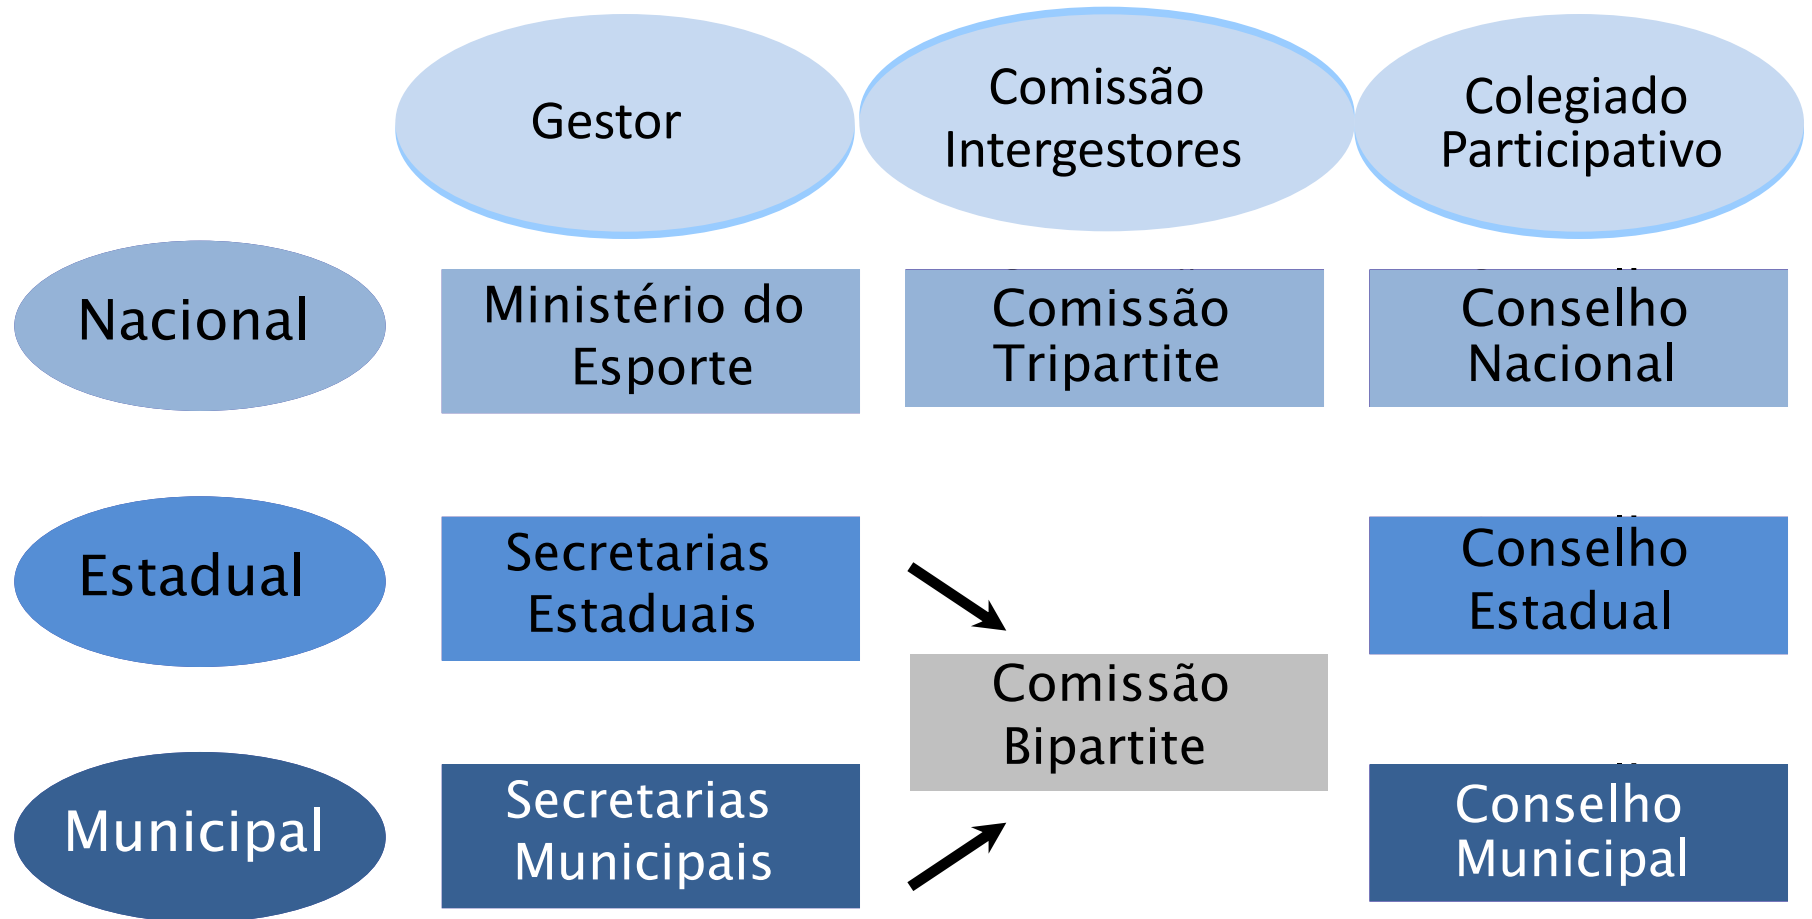 Gestor
Comissão
Intergestores
Colegiado
Participativo
Nacional
Ministério do
Esporte
Comissão
Tripartite
Conselho
Nacional
Estadual
Secretarias
Estaduais
Conselho
Estadual
Comissão
Bipartite
Municipal
Secretarias
Municipais
Conselho
Municipal